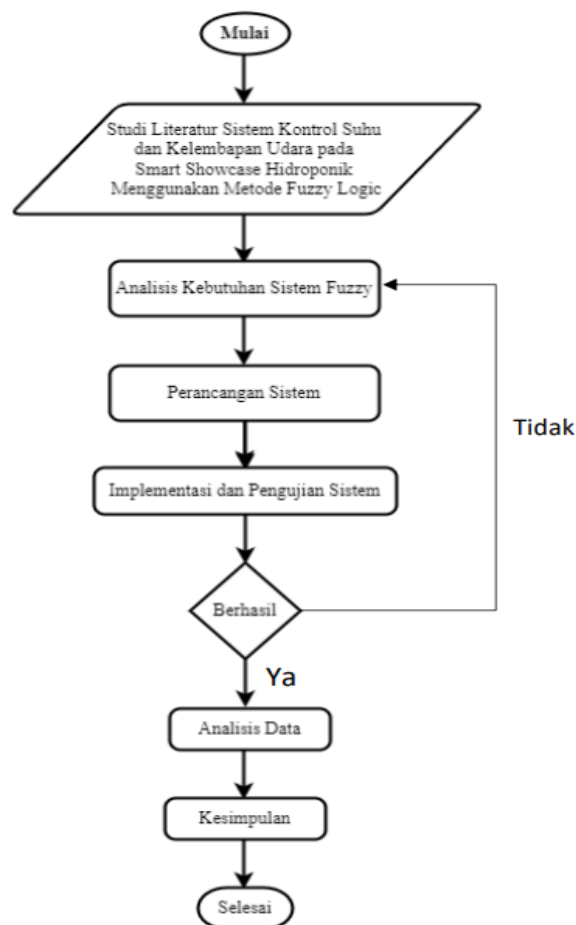 Mulai
Studi Literatur Sistem Kontrol Suhu
dan Kelembapan Udara pada
Smart Showcase Hidroponik
Menggunakan Metode Fuzzy Logic
Analisis Kebutuhan Sistem Fuzzy
Perancangan Sistem
Tidak
Implementasi dan Pengujian Sistem
Berhasil
Ya
Analisis Data
Kesimpulan
Selesai